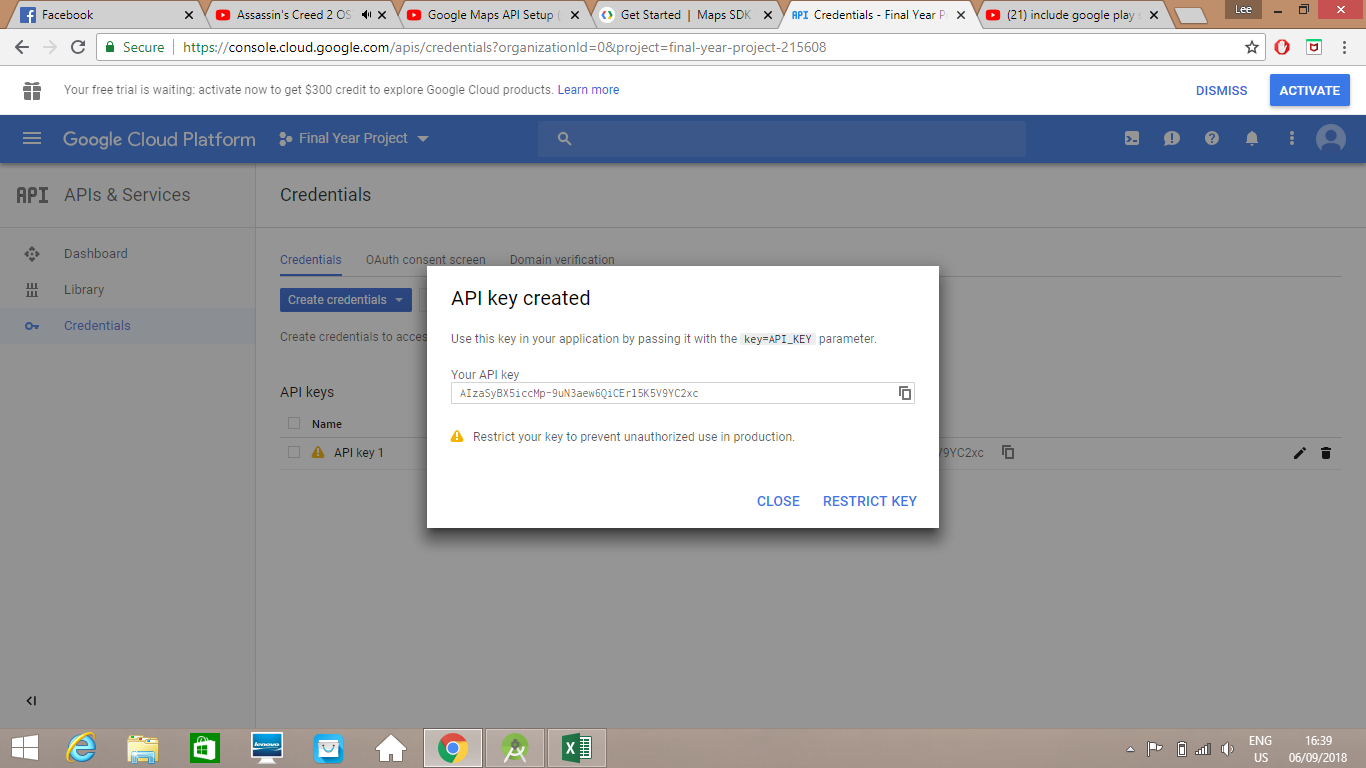 Facebook
Assassin's Creed 2 OS
Google Maps API Setup (
Get Started | Maps SDK
API Credentials - Final Year P
(21) include google play s
Lee
Secure https://console.cloud.google.com/apis/credentials?organizationId=0&project=final-year-project-215608
Your free trial is waiting: activate now to get $300 credit to explore Google Cloud products. Learn more
DISMISS
ACTIVATE
Google Cloud Platform
Final Year Project
API APIs & Services
Credentials
Dashboard
Library
Credentials
Credentials
OAuth consent screen
Domain verification
Create credentials
Create credentials to acces
API keys
Name
API key 1
/9YC2xc
API key created
Use this key in your application by passing it with the key=API_KEY parameter.
Your API key
AIzaSyBX5iccMp-9uN3aew6QiCEr15K5V9YC2xc
Restrict your key to prevent unauthorized use in production.
CLOSE
RESTRICT KEY
lenovo
ENG
US
16:39
06/09/2018